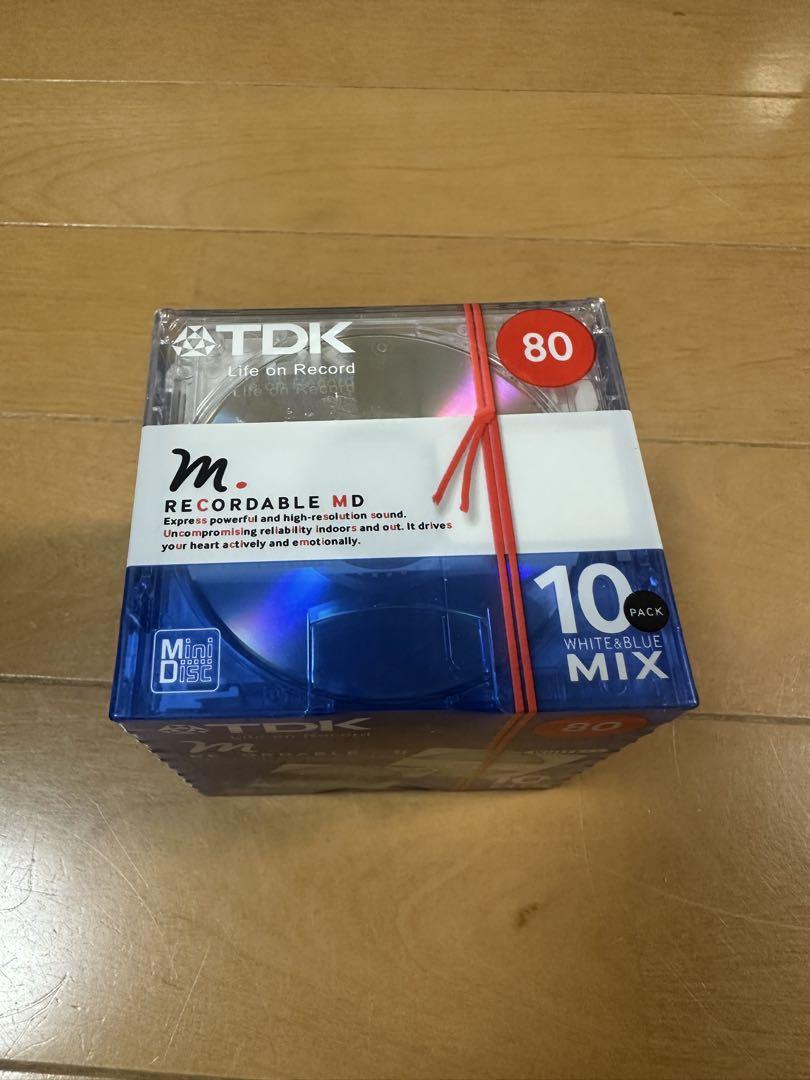 TDK
Life on Record
80
m.
RECORDABLE MD
Express powerful and high-resolution sound.
Uncompromising reliability indoors and out. It drives
your heart actively and emotionally.
10 PACK
WHITE&BLUE
MIX
Mini
Disc
TDK
80
m